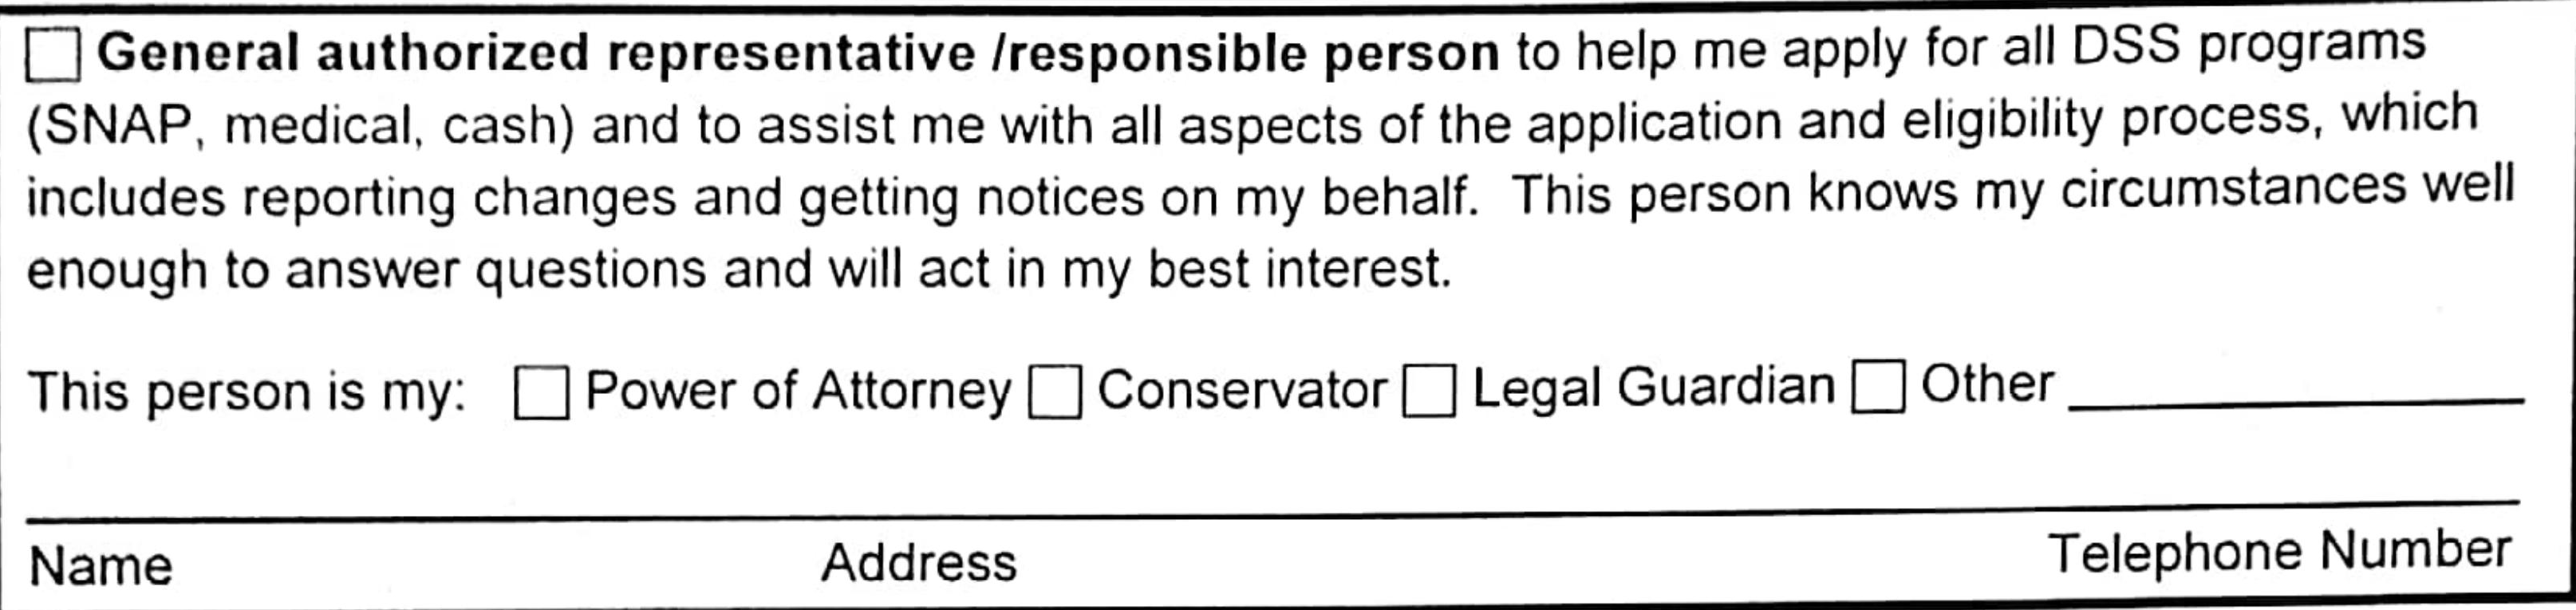 ☐ General authorized representative /responsible person to help me apply for all DSS programs
(SNAP, medical, cash) and to assist me with all aspects of the application and eligibility process, which
includes reporting changes and getting notices on my behalf. This person knows my circumstances well
enough to answer questions and will act in my best interest.
This person is my: ☐ Power of Attorney ☐ Conservator ☐ Legal Guardian ☐ Other ____________
Name Address Telephone Number